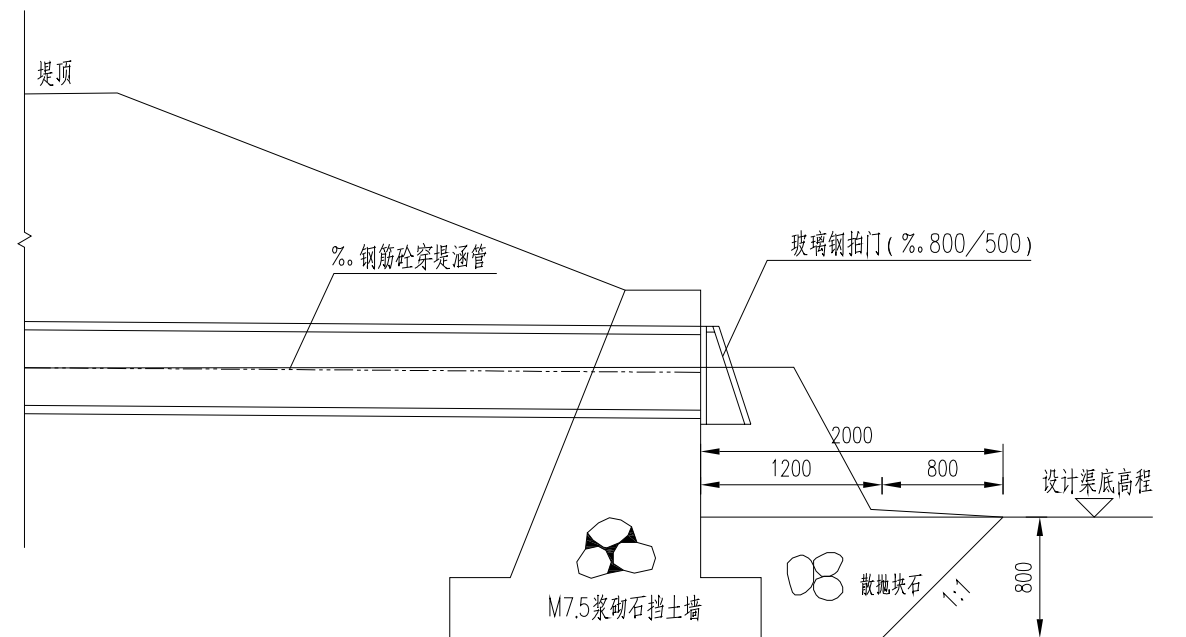 堤顶
‰ 钢筋砼穿堤涵管
玻璃钢拍门(‰800/500)
2000
1200
800
设计渠底高程
散抛块石
1:1
800
M7.5浆砌石挡土墙